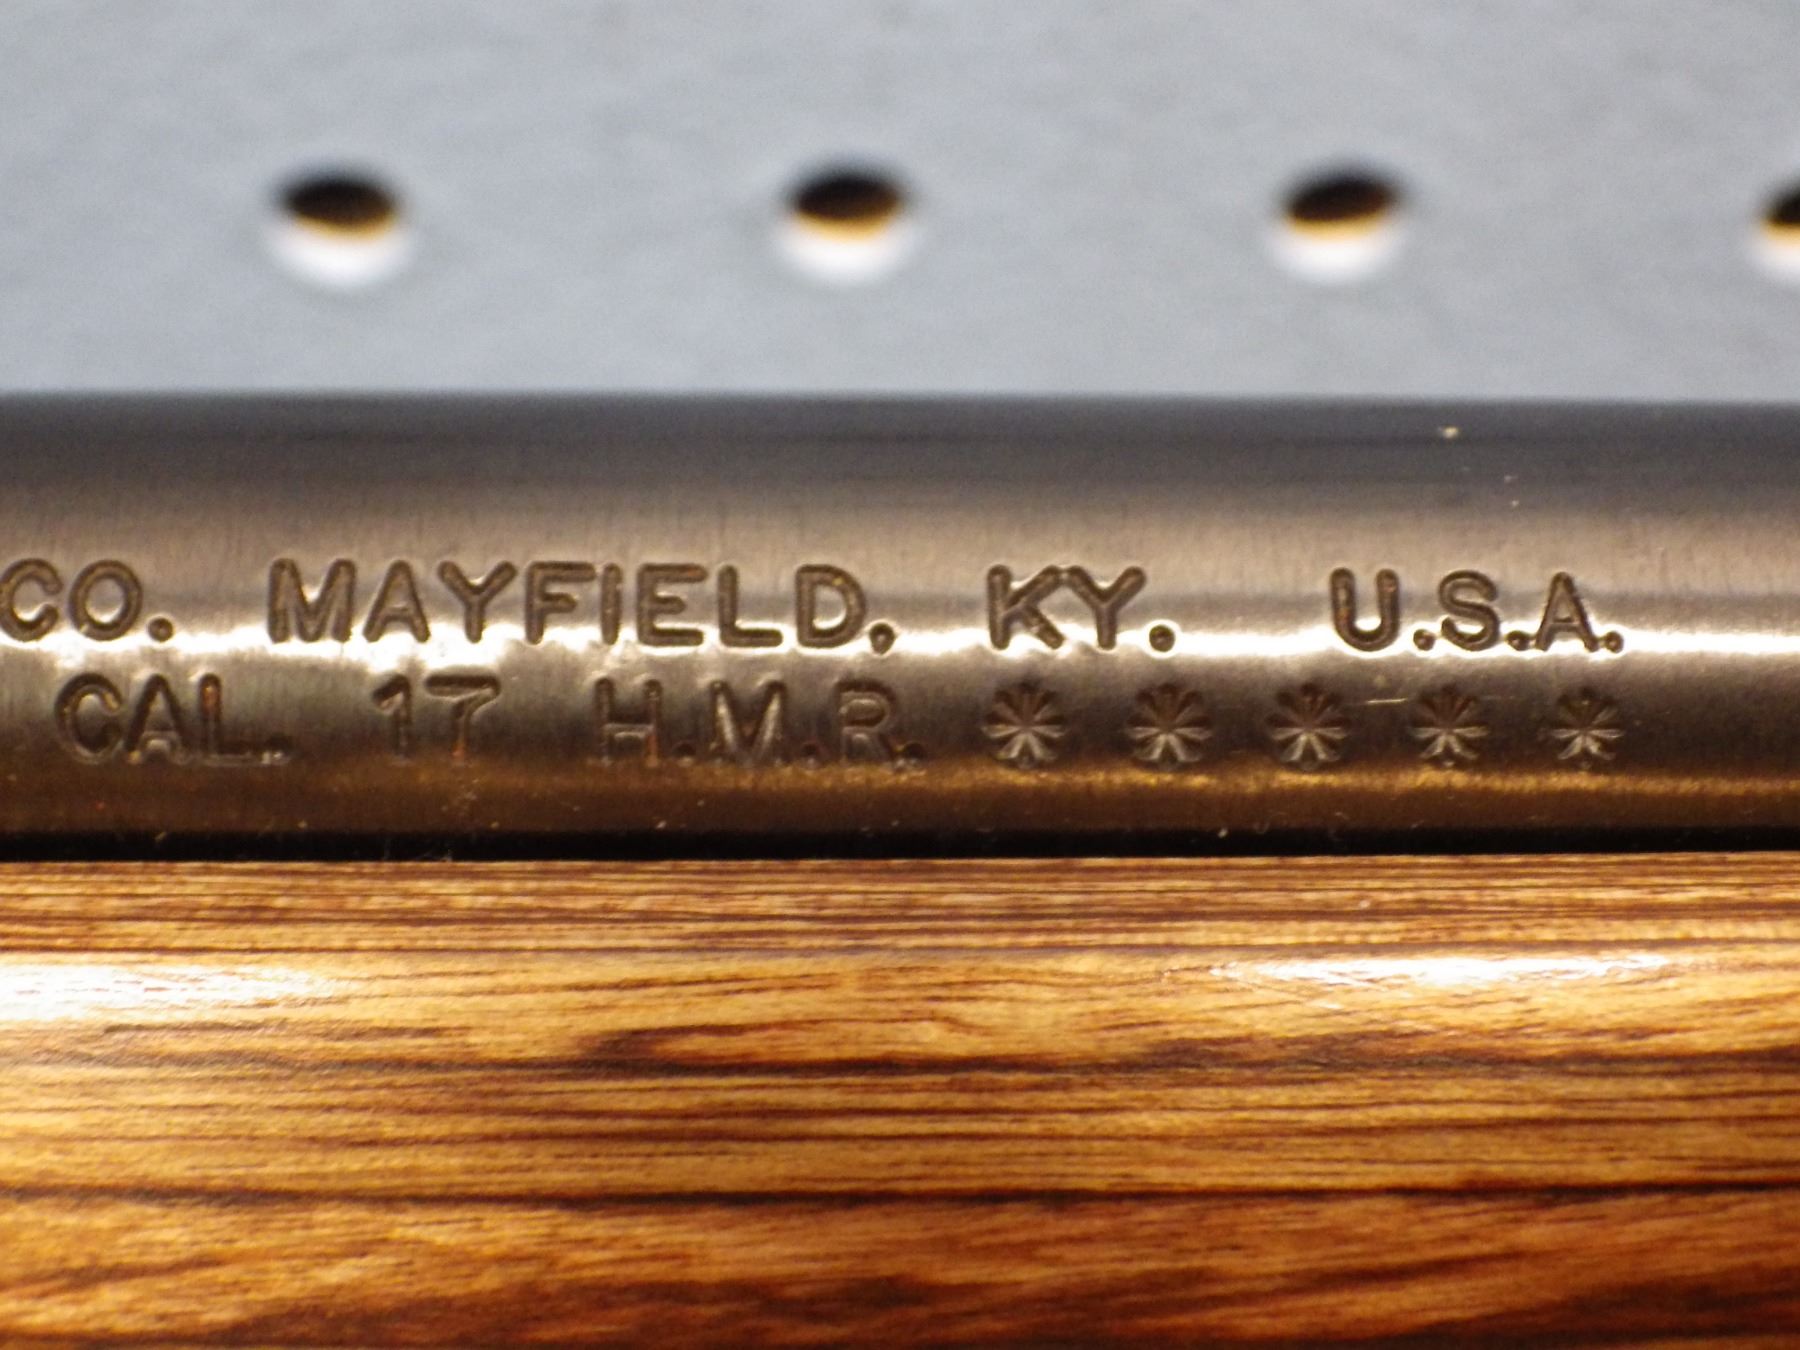 CO. MAYFIELD, KY. U.S.A.
CAL. 17 H.M.R. * * * * *